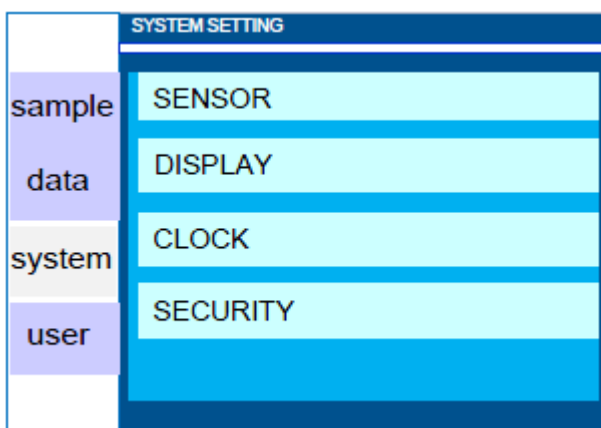 SYSTEM SETTING
sample
data
system
user
SENSOR
DISPLAY
CLOCK
SECURITY